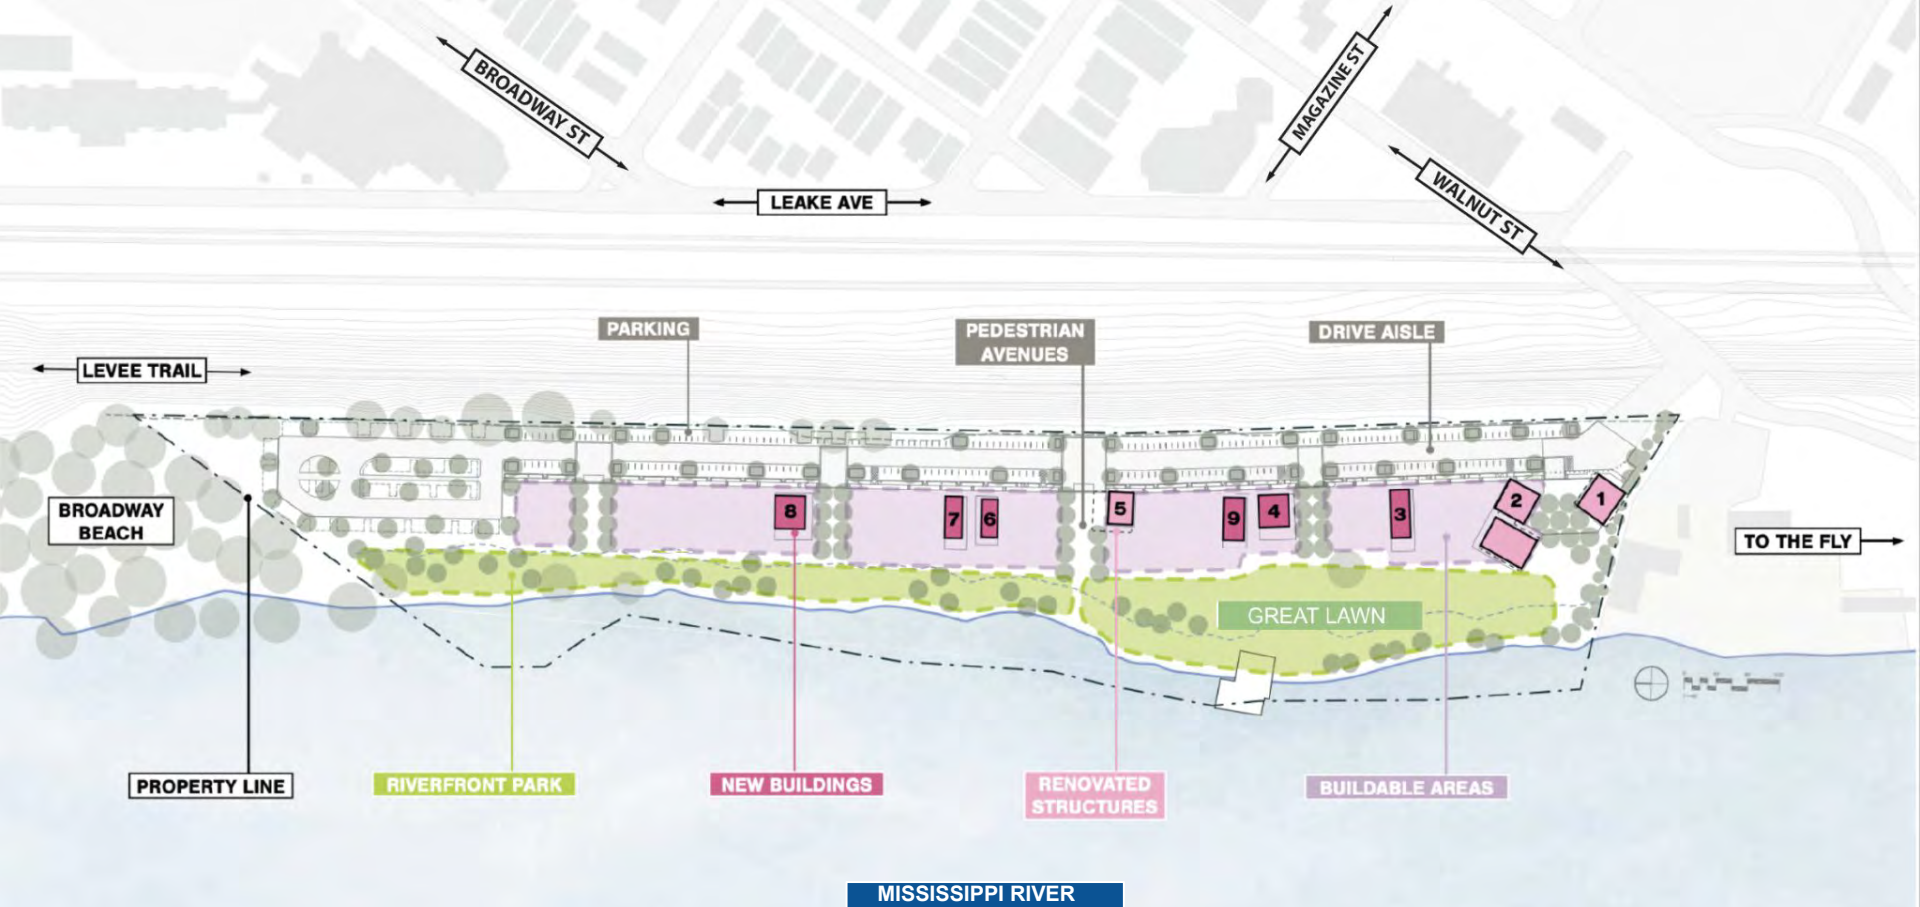 BROADWAY ST
MAGAZINE ST
WALNUT ST
LEAKE AVE
PARKING
PEDESTRIAN
AVENUES
DRIVE AISLE
LEVEE TRAIL
BROADWAY
BEACH
8
7
6
5
9
4
3
2
1
TO THE FLY
GREAT LAWN
PROPERTY LINE
RIVERFRONT PARK
NEW BUILDINGS
RENOVATED
STRUCTURES
BUILDABLE AREAS
MISSISSIPPI RIVER